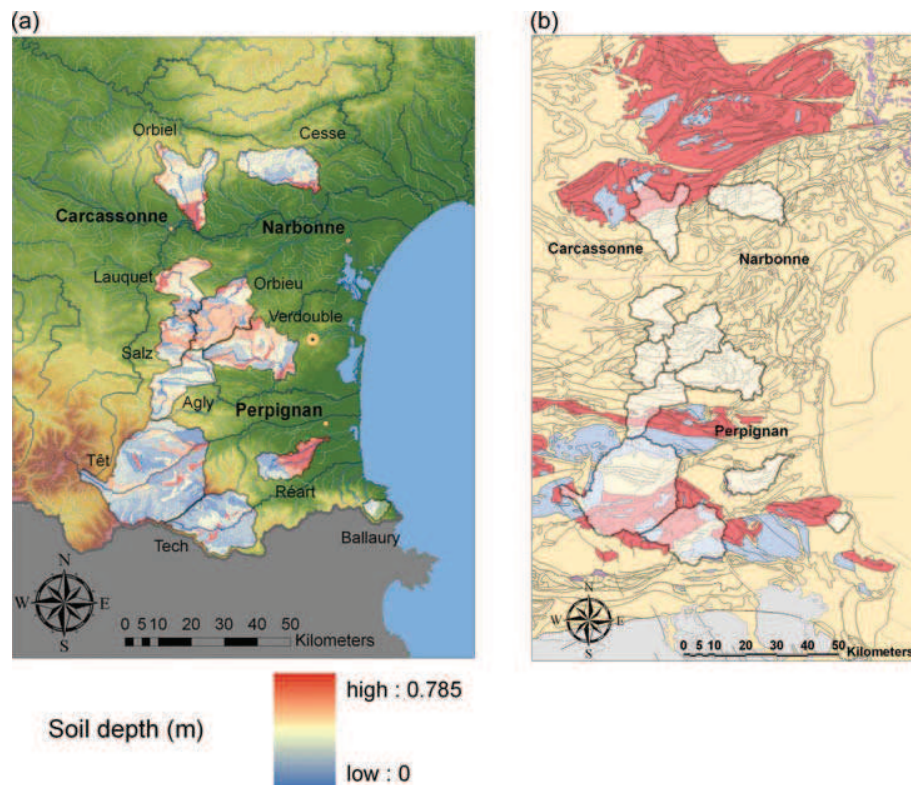 (a)
Orbiel
Cesse
Carcassonne
Narbonne
Lauquet
Orbieu
Verdouble
Salz
Agly
Perpignan
Têt
Réart
Tech
Ballaury
N
W E
S
0 5 10 20 30 40 50
Kilometers
(b)
Carcassonne
Narbonne
Perpignan
N
W E
S
0 5 10 20 30 40 50
Kilometers
Soil depth (m)
high : 0.785
low : 0